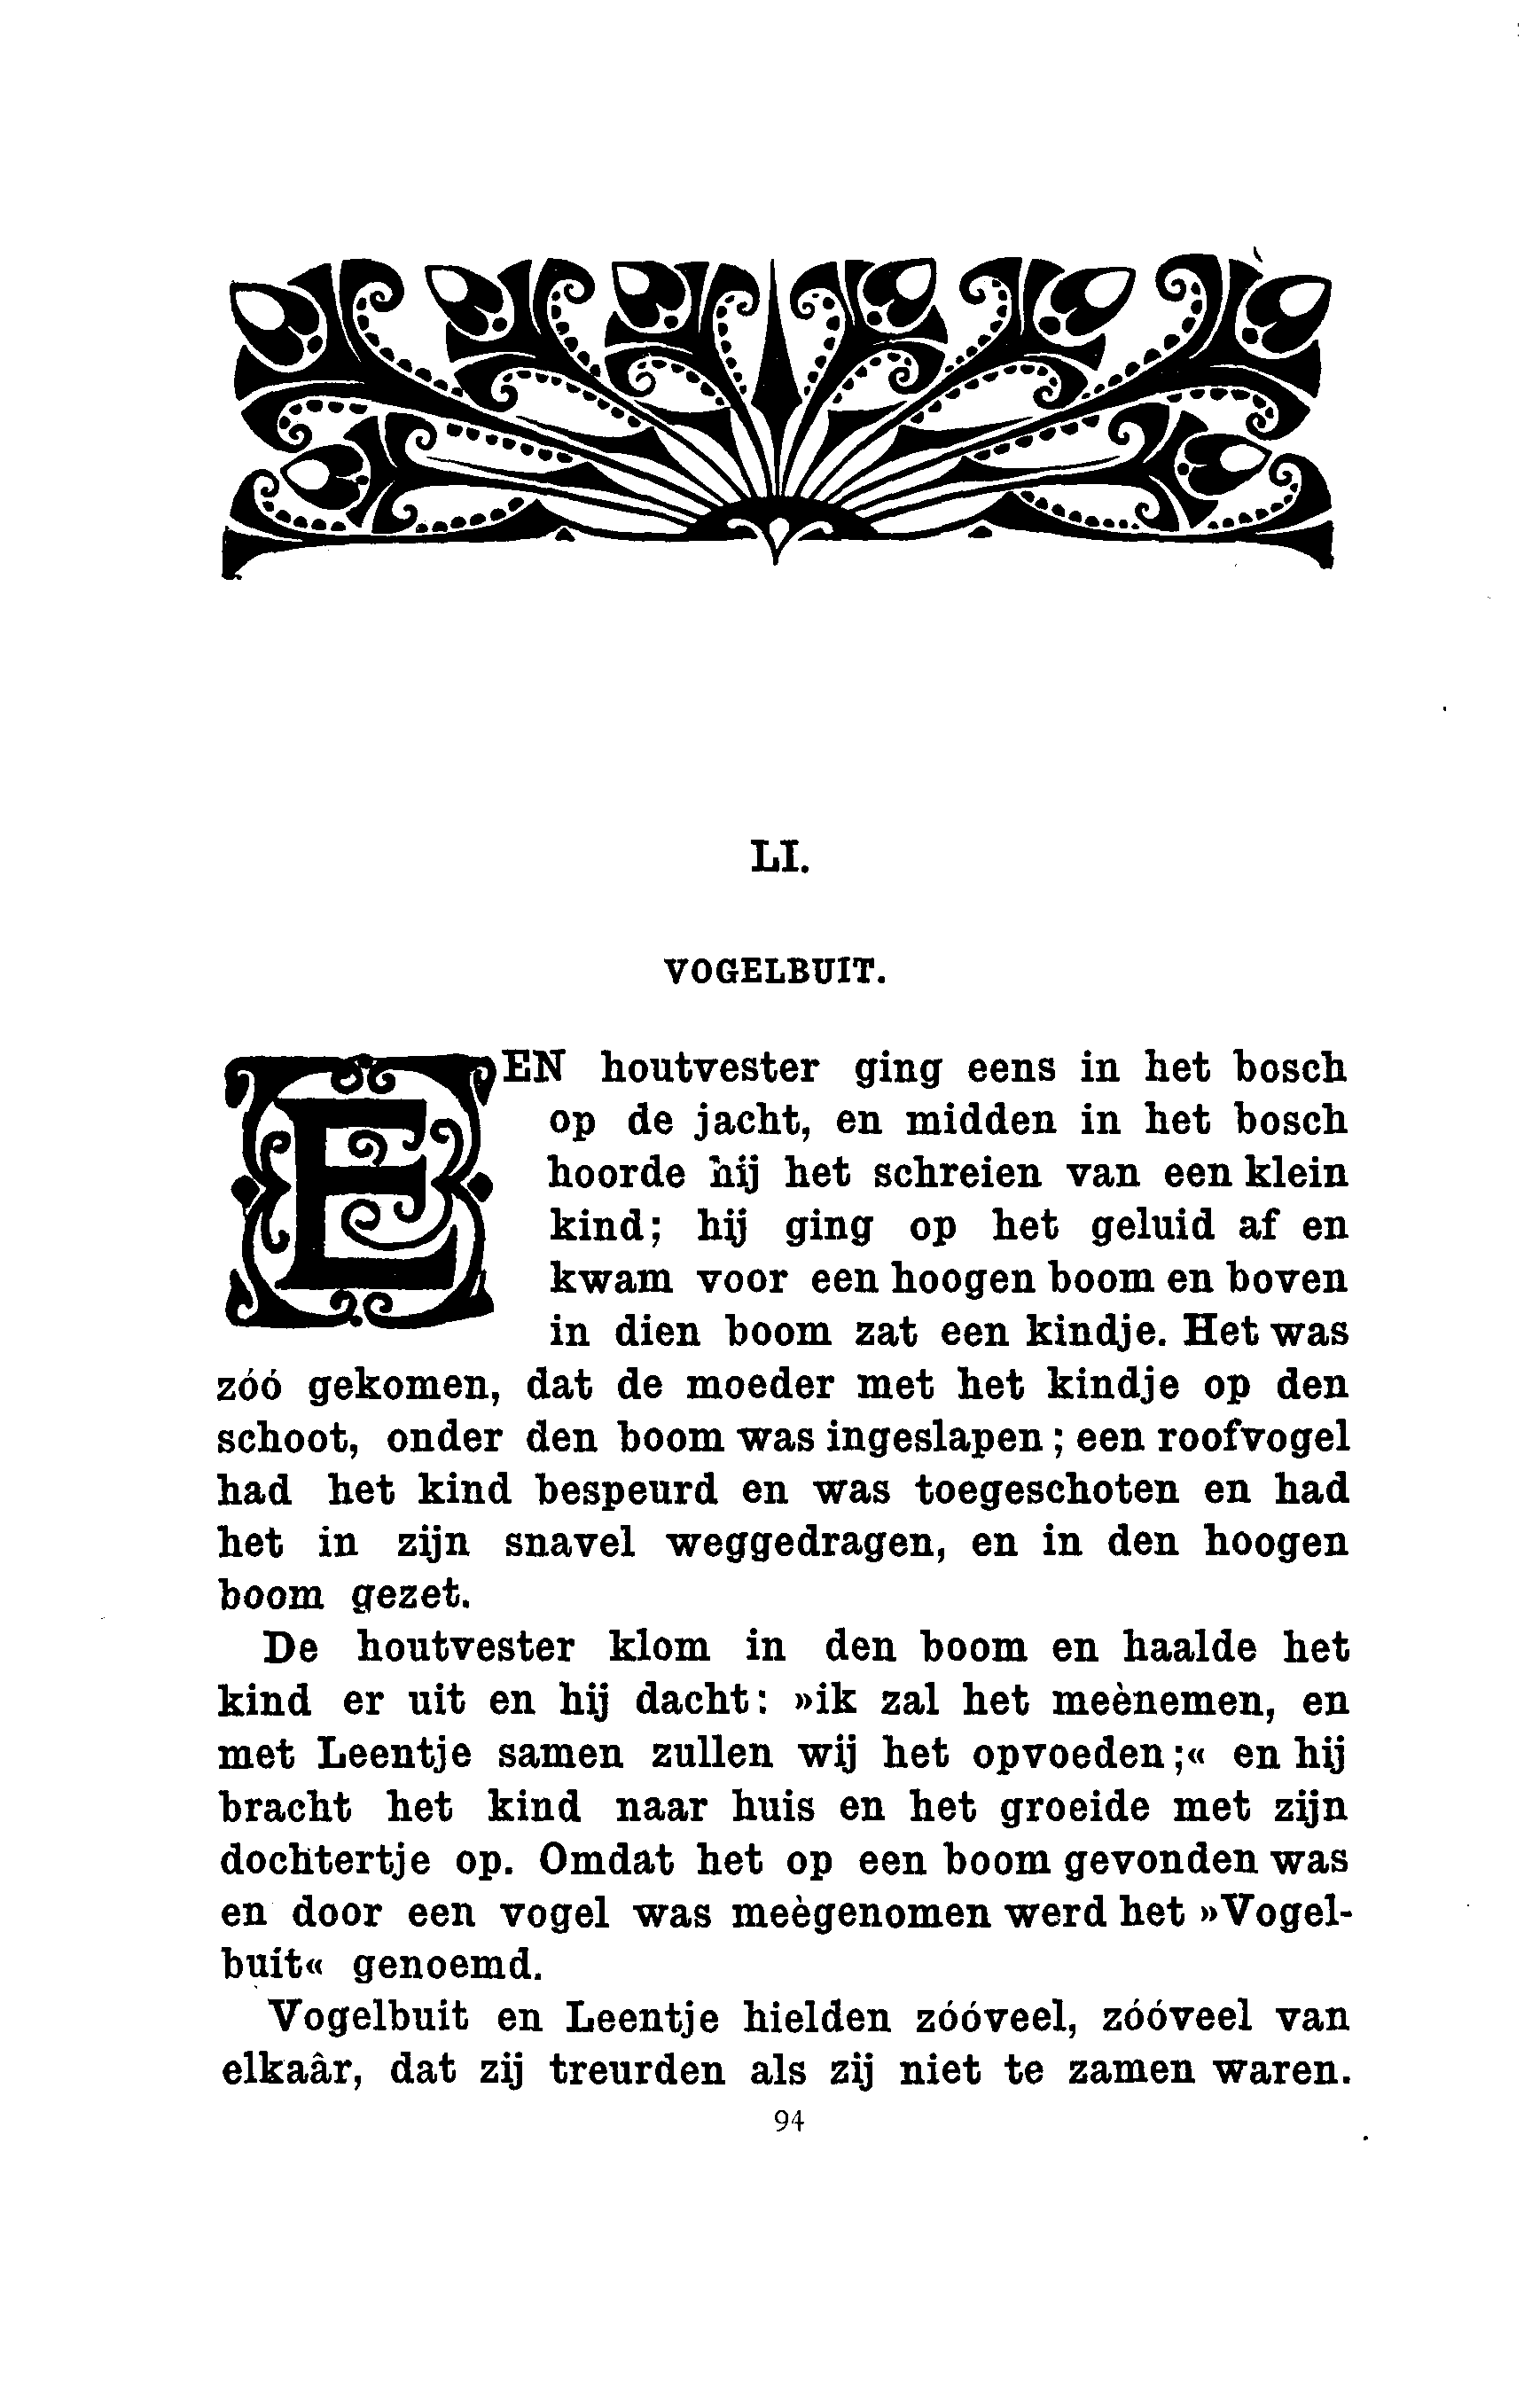 LI.
VOGELBUIT.
EEN houtvester ging eens in het bosch
op de jacht, en midden in het bosch
hoorde hij het schreien van een klein
kind; hij ging op het geluid af en
kwam voor een hoogen boom en boven
in dien boom zat een kindje. Het was
zóó gekomen, dat de moeder met het kindje op den
schoot, onder den boom was ingeslapen; een roofvogel
had het kind bespeurd en was toegeschoten en had
het in zijn snavel weggedragen, en in den hoogen
boom gezet.
De houtvester klom in den boom en haalde het
kind er uit en hij dacht: »ik zal het meènemen, en
met Leentje samen zullen wij het opvoeden;« en hij
bracht het kind naar huis en het groeide met zijn
dochtertje op. Omdat het op een boom gevonden was
en door een vogel was meègenomen werd het »Vogel-
buit« genoemd.
Vogelbuit en Leentje hielden zóóveel, zóóveel van
elkaâr, dat zij treurden als zij niet te zamen waren.
94